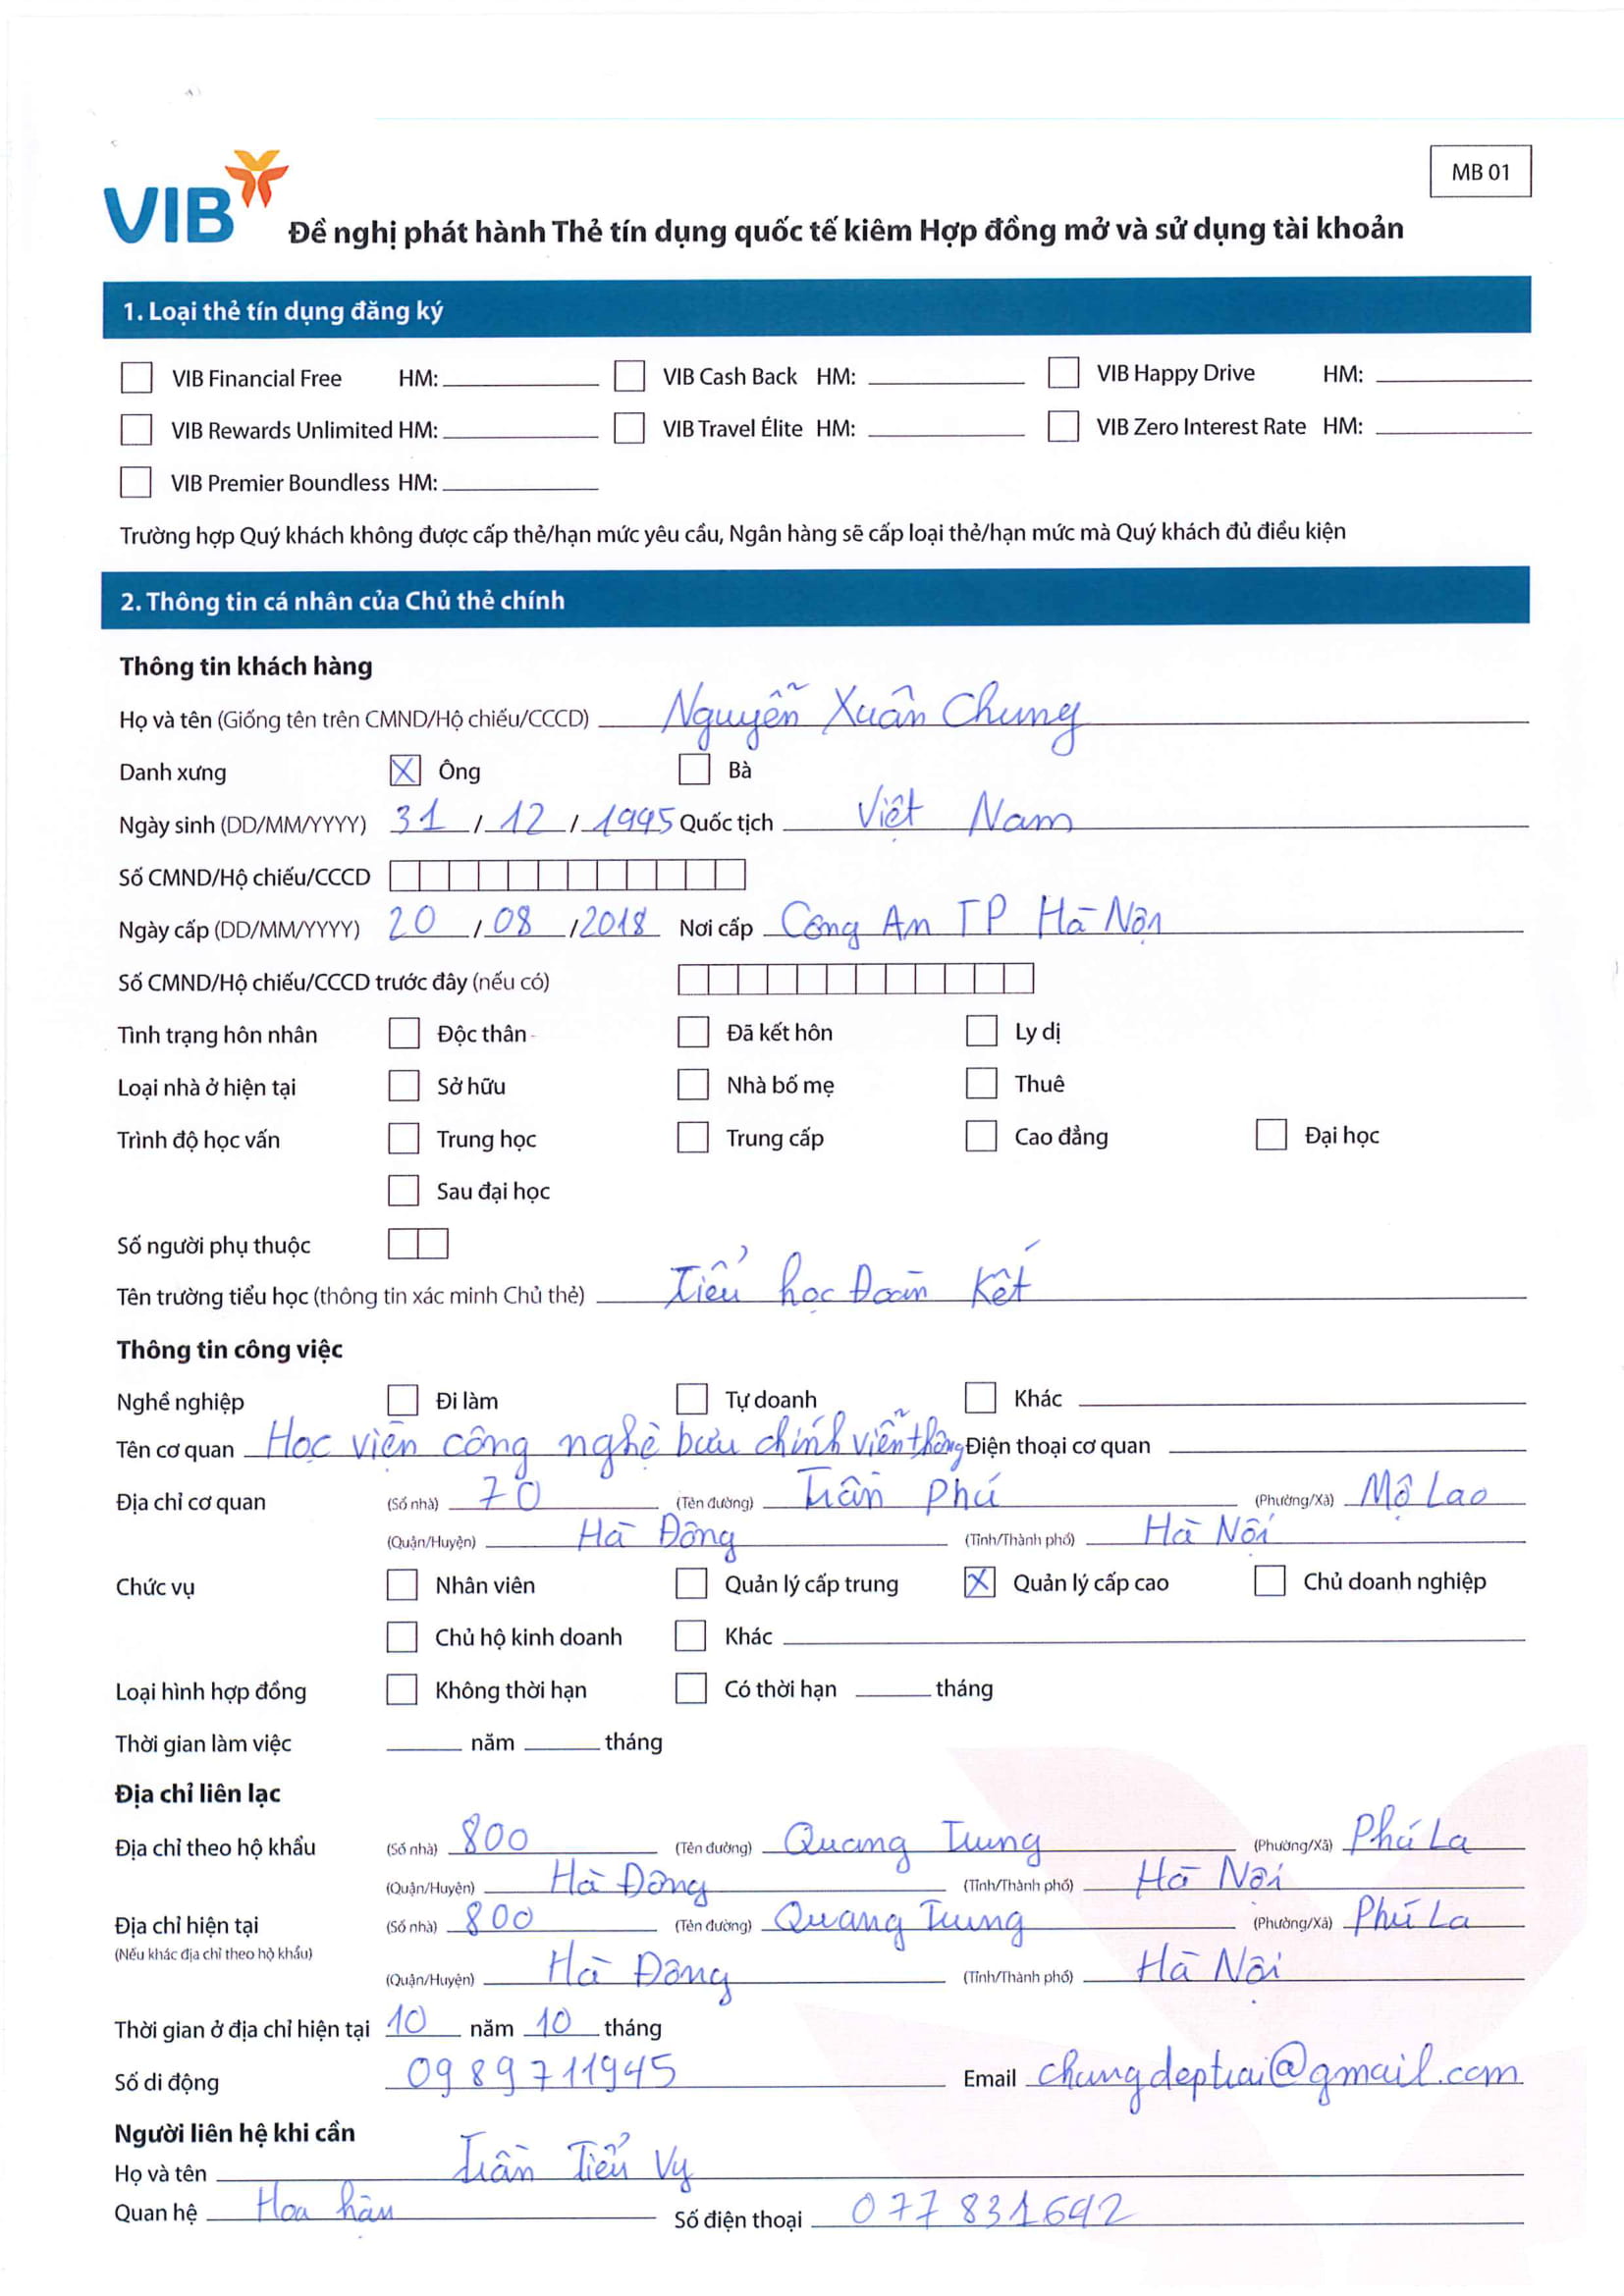 VIB
MB 01
Đề nghị phát hành Thẻ tín dụng quốc tế kiêm Hợp đồng mở và sử dụng tài khoản
1. Loại thẻ tín dụng đăng ký
VIB Financial Free HM: VIB Cash Back HM: VIB Happy Drive HM:
VIB Rewards Unlimited HM: VIB Travel Élite HM: VIB Zero Interest Rate HM:
VIB Premier Boundless HM:
Trường hợp Quý khách không được cấp thẻ/hạn mức yêu cầu, Ngân hàng sẽ cấp loại thẻ/hạn mức mà Quý khách đủ điều kiện
2. Thông tin cá nhân của Chủ thẻ chính
Thông tin khách hàng
Họ và tên (Giống tên trên CMND/Hộ chiếu/CCCD) Nguyễn Xuân Chung
Danh xưng X Ông Bà
Ngày sinh (DD/MM/YYYY) 31 / 12 / 1995 Quốc tịch Việt Nam
Số CMND/Hộ chiếu/CCCD
Ngày cấp (DD/MM/YYYY) 20 / 08 / 2018 Nơi cấp Công An TP Hà Nội
Số CMND/Hộ chiếu/CCCD trước đây (nếu có)
Tình trạng hôn nhân Độc thân Đã kết hôn Ly dị
Loại nhà ở hiện tại Sở hữu Nhà bố mẹ Thuê
Trình độ học vấn Trung học Trung cấp Cao đẳng Đại học
Sau đại học
Số người phụ thuộc
Tên trường tiểu học (thông tin xác minh Chủ thẻ) Tiểu học Đoàn Kết
Thông tin công việc
Nghề nghiệp Đi làm Tự doanh Khác
Tên cơ quan Học viện công nghệ bưu chính viễn thông Điện thoại cơ quan
Địa chỉ cơ quan (Số nhà) 70 (Tên đường) Trần Phú (Phường/Xã) Mộ Lao
(Quận/Huyện) Hà Đông (Tỉnh/Thành phố) Hà Nội
Chức vụ Nhân viên Quản lý cấp trung X Quản lý cấp cao Chủ doanh nghiệp
Chủ hộ kinh doanh Khác
Loại hình hợp đồng Không thời hạn Có thời hạn tháng
Thời gian làm việc năm tháng
Địa chỉ liên lạc
Địa chỉ theo hộ khẩu (Số nhà) 800 (Tên đường) Quang Trung (Phường/Xã) Phú La
(Quận/Huyện) Hà Đông (Tỉnh/Thành phố) Hà Nội
Địa chỉ hiện tại (Số nhà) 800 (Tên đường) Quang Trung (Phường/Xã) Phú La
(Nếu khác địa chỉ theo hộ khẩu)
(Quận/Huyện) Hà Đông (Tỉnh/Thành phố) Hà Nội
Thời gian ở địa chỉ hiện tại 10 năm 10 tháng
Số di động 0989711945 Email chungdeptrai@gmail.com
Người liên hệ khi cần
Họ và tên Trần Tiểu Vy
Quan hệ Hoa hậu
Số điện thoại 077831642